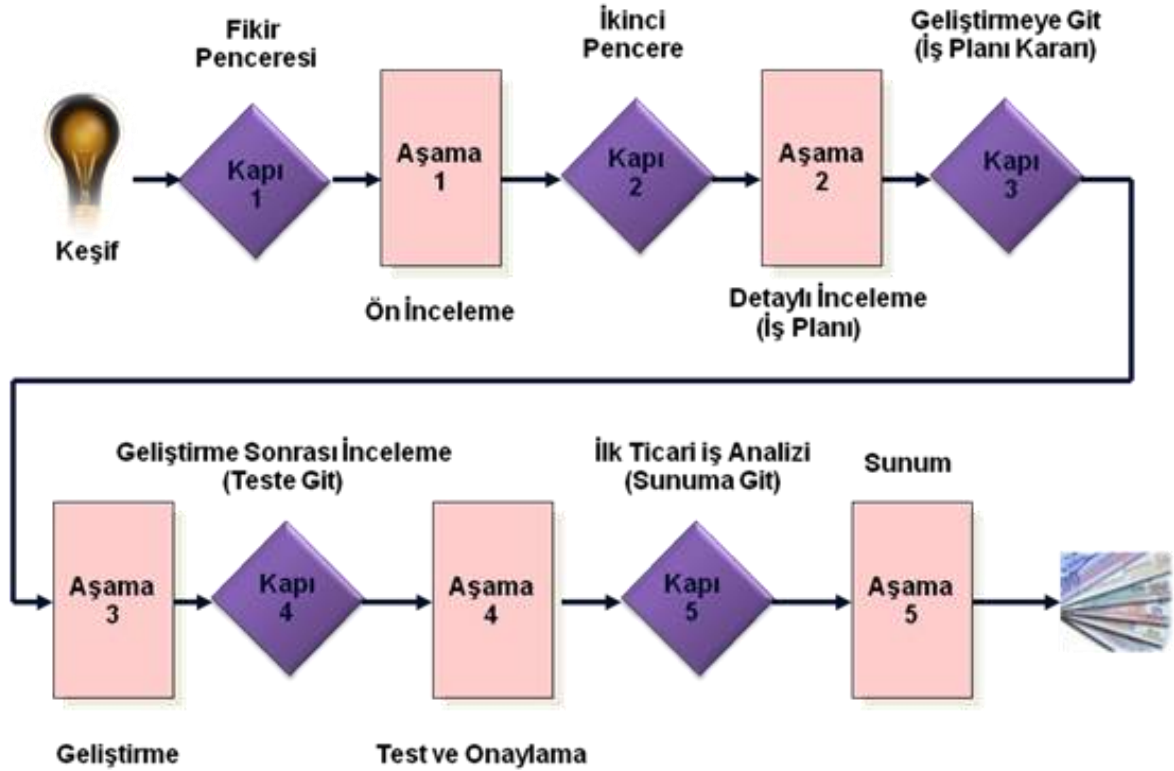 Fikir
Penceresi
İkinci
Pencere
Geliştirmeye Git
(İş Planı Kararı)
Kapı
1
Aşama
1
Kapı
2
Aşama
2
Kapı
3
Keşif
Ön İnceleme
Detaylı İnceleme
(İş Planı)
Geliştirme Sonrası İnceleme
(Teste Git)
İlk Ticari iş Analizi
(Sunuma Git)
Sunum
Aşama
3
Kapı
4
Aşama
4
Kapı
5
Aşama
5
Geliştirme
Test ve Onaylama